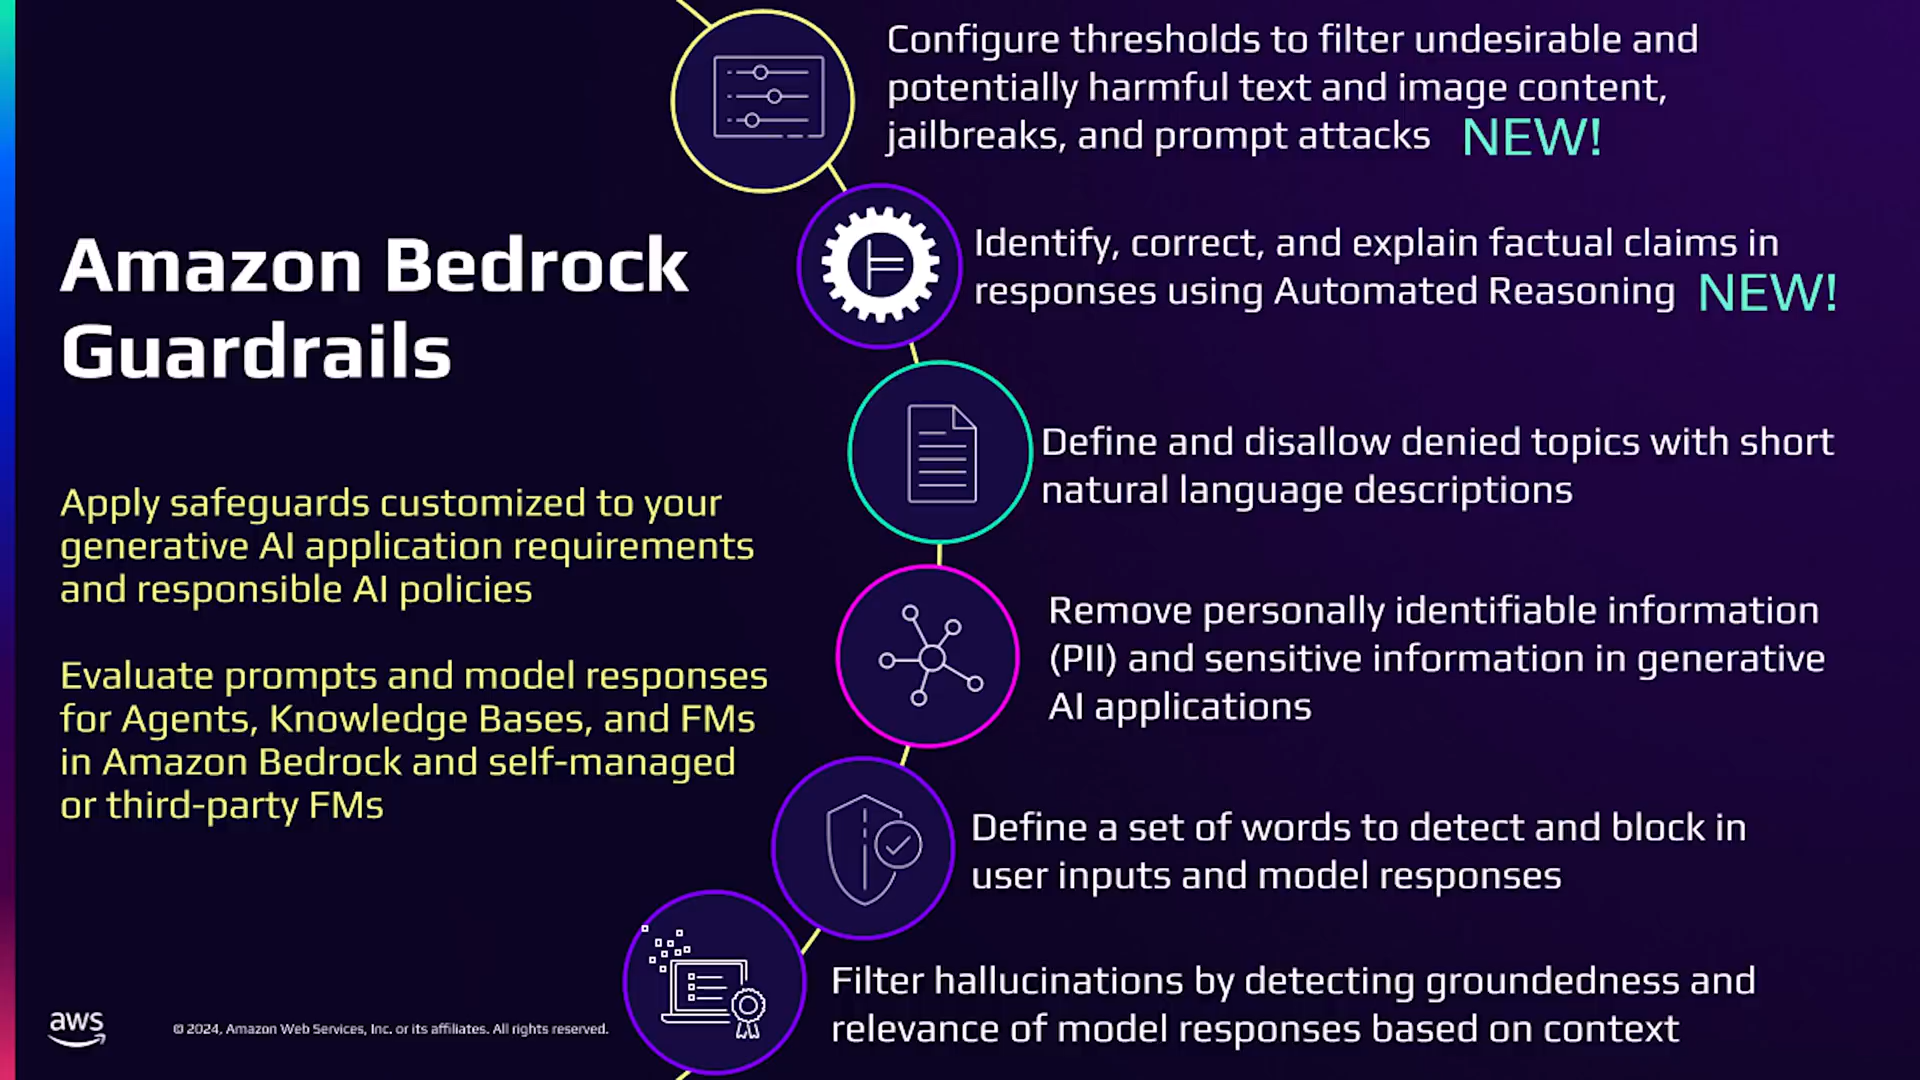 Amazon Bedrock
Guardrails
Apply safeguards customized to your
generative AI application requirements
and responsible AI policies
Evaluate prompts and model responses
for Agents, Knowledge Bases, and FMs
in Amazon Bedrock and self-managed
or third-party FMs
Configure thresholds to filter undesirable and
potentially harmful text and image content,
jailbreaks, and prompt attacks NEW!
Identify, correct, and explain factual claims in
responses using Automated Reasoning NEW!
Define and disallow denied topics with short
natural language descriptions
Remove personally identifiable information
(PII) and sensitive information in generative
AI applications
Define a set of words to detect and block in
user inputs and model responses
Filter hallucinations by detecting groundedness and
relevance of model responses based on context
aws
© 2024, Amazon Web Services, Inc. or its affiliates. All rights reserved.